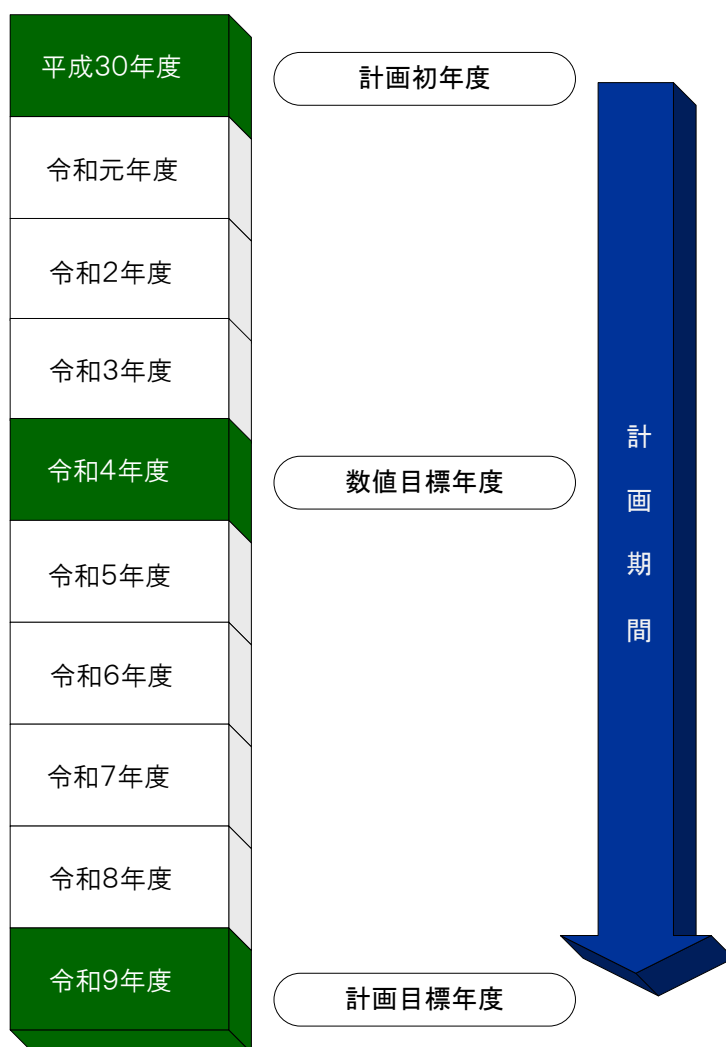 平成30年度
計画初年度
令和元年度
令和2年度
令和3年度
令和4年度
数値目標年度
令和5年度
令和6年度
令和7年度
令和8年度
令和9年度
計画目標年度
計画期間